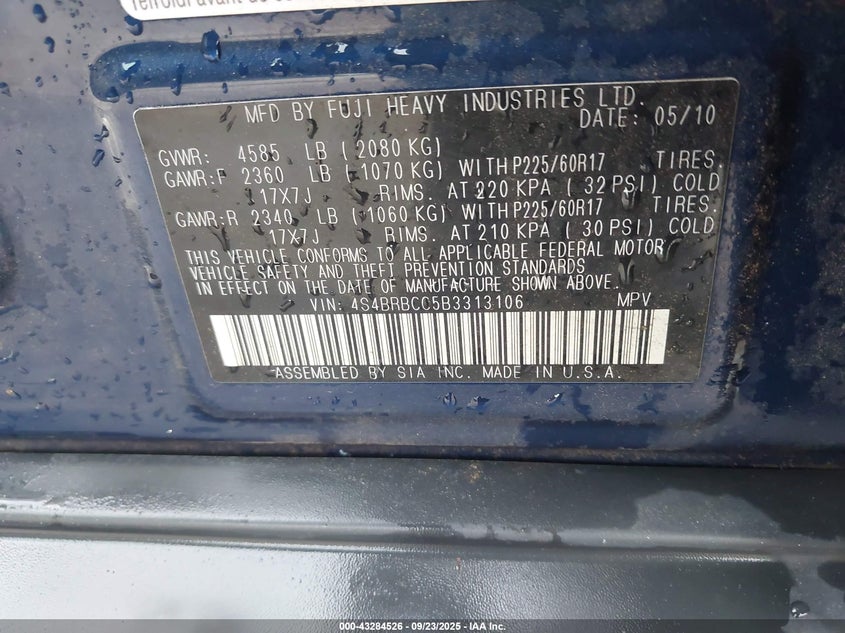 MFD BY FUJI HEAVY INDUSTRIES LTD.
DATE: 05/10
GVWR: 4585 LB ( 2080 KG)
GAWR:F 2360 LB ( 1070 KG) WITH P225/60R17 TIRES.
17X7J RIMS. AT 220 KPA ( 32 PSI) COLD
GAWR:R 2340 LB ( 1060 KG) WITH P225/60R17 TIRES.
17X7J RIMS. AT 210 KPA ( 30 PSI) COLD
THIS VEHICLE CONFORMS TO ALL APPLICABLE FEDERAL MOTOR
VEHICLE SAFETY AND THEFT PREVENTION STANDARDS
IN EFFECT ON THE DATE OF MANUFACTURE SHOWN ABOVE.
VIN: 4S4BRBCC5B3313106 MPV
ASSEMBLED BY SIA INC. MADE IN U.S.A.
000-43284526 - 09/23/2025 - IAA Inc.